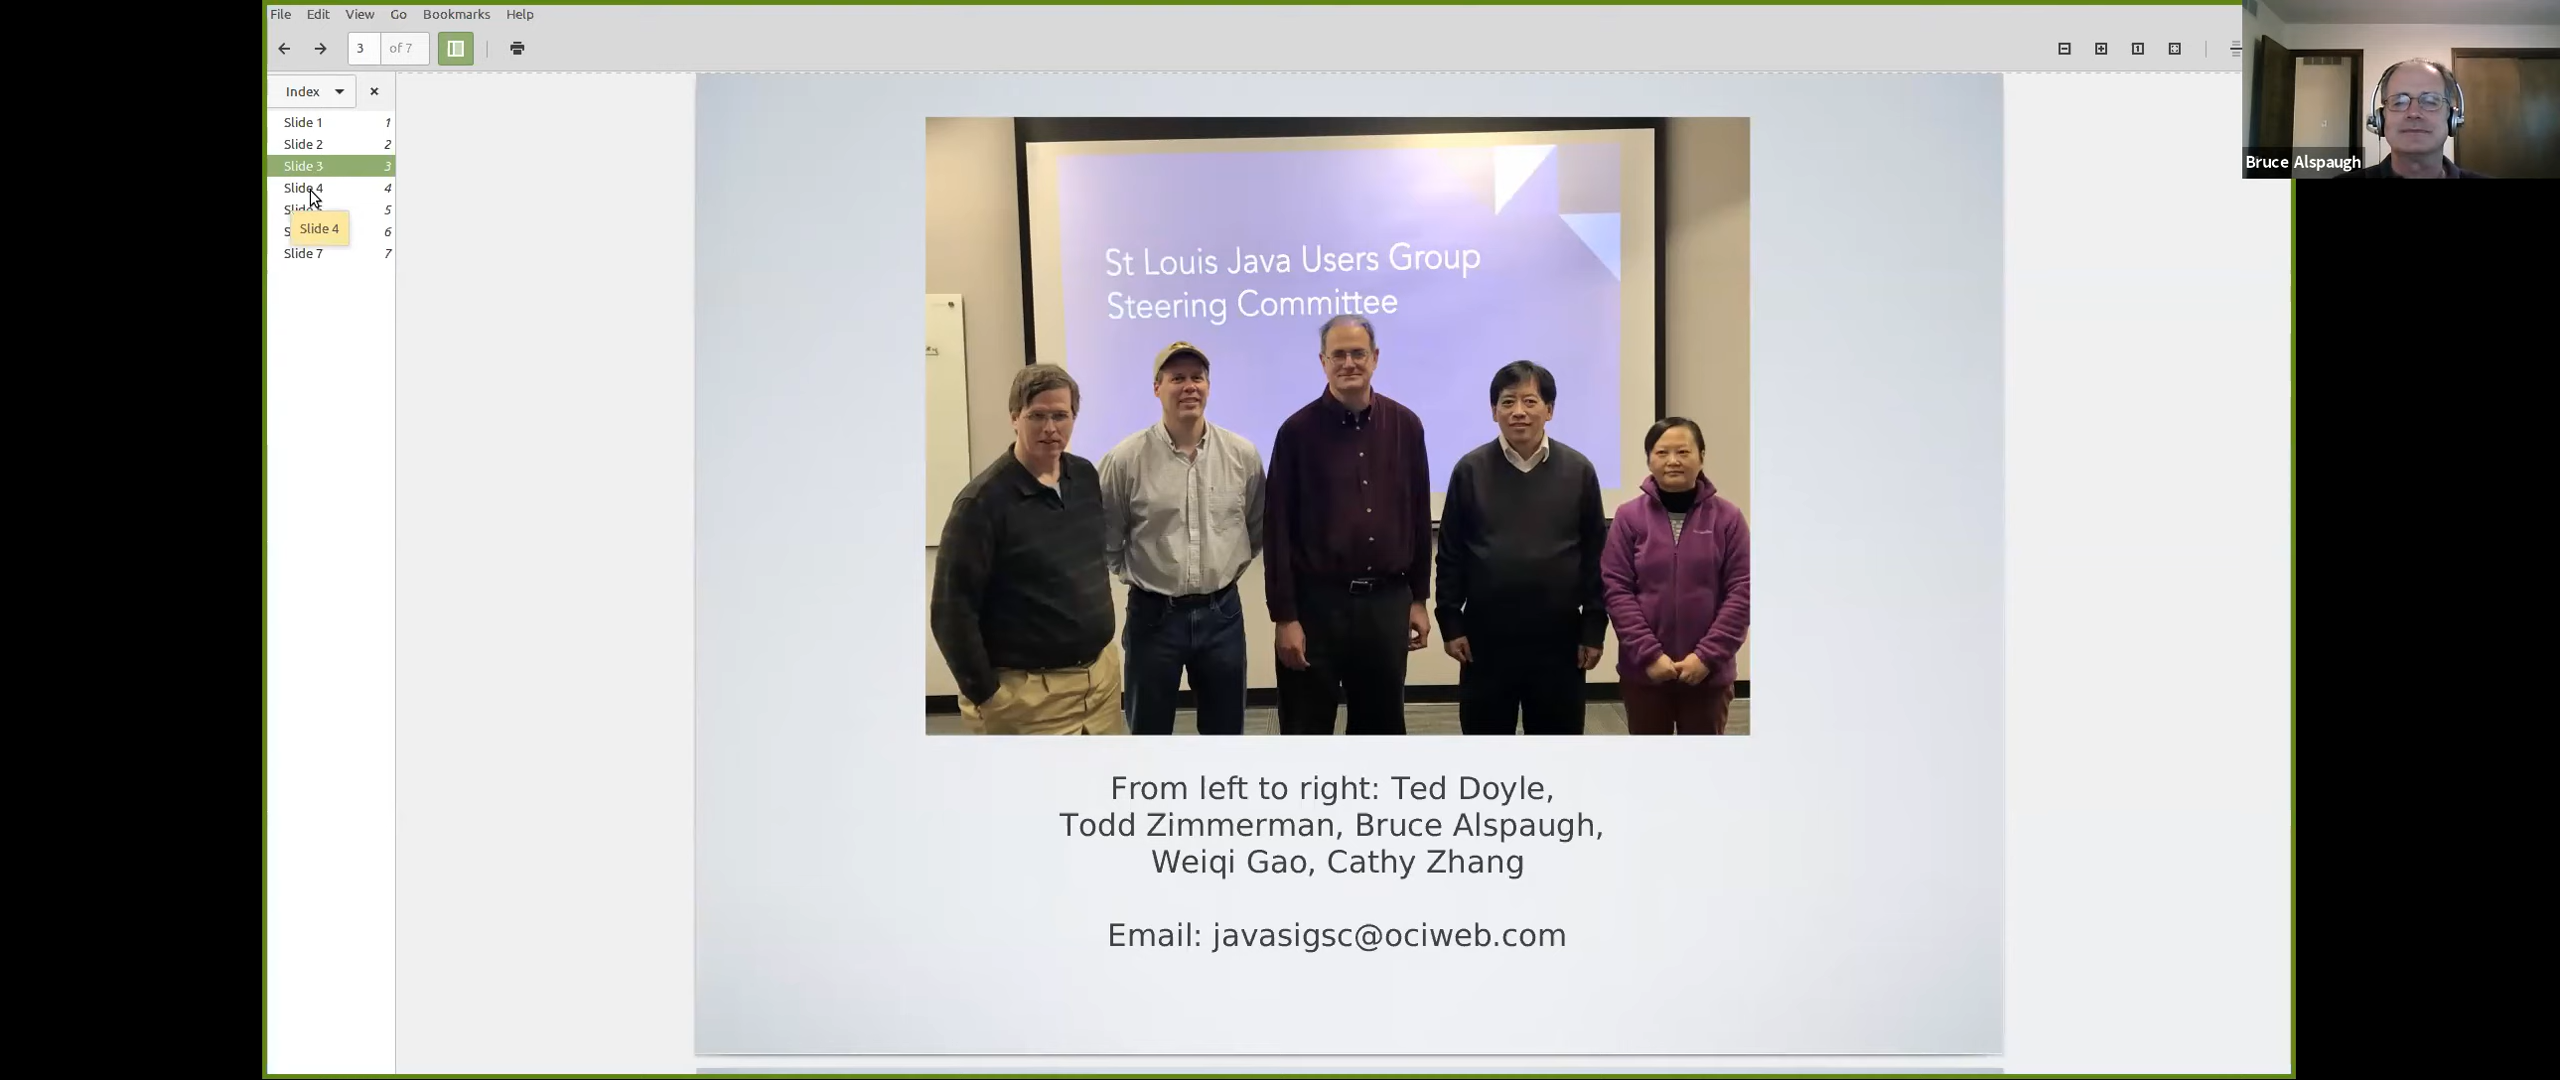 File Edit View Go Bookmarks Help
3 of 7
Index
Slide 1 1
Slide 2 2
Slide 3 3
Slide 4 4
5
Slide 4
6
Slide 7 7
Bruce Alspaugh
St Louis Java Users Group
Steering Committee
From left to right: Ted Doyle,
Todd Zimmerman, Bruce Alspaugh,
Weiqi Gao, Cathy Zhang
Email: javasigsc@ociweb.com